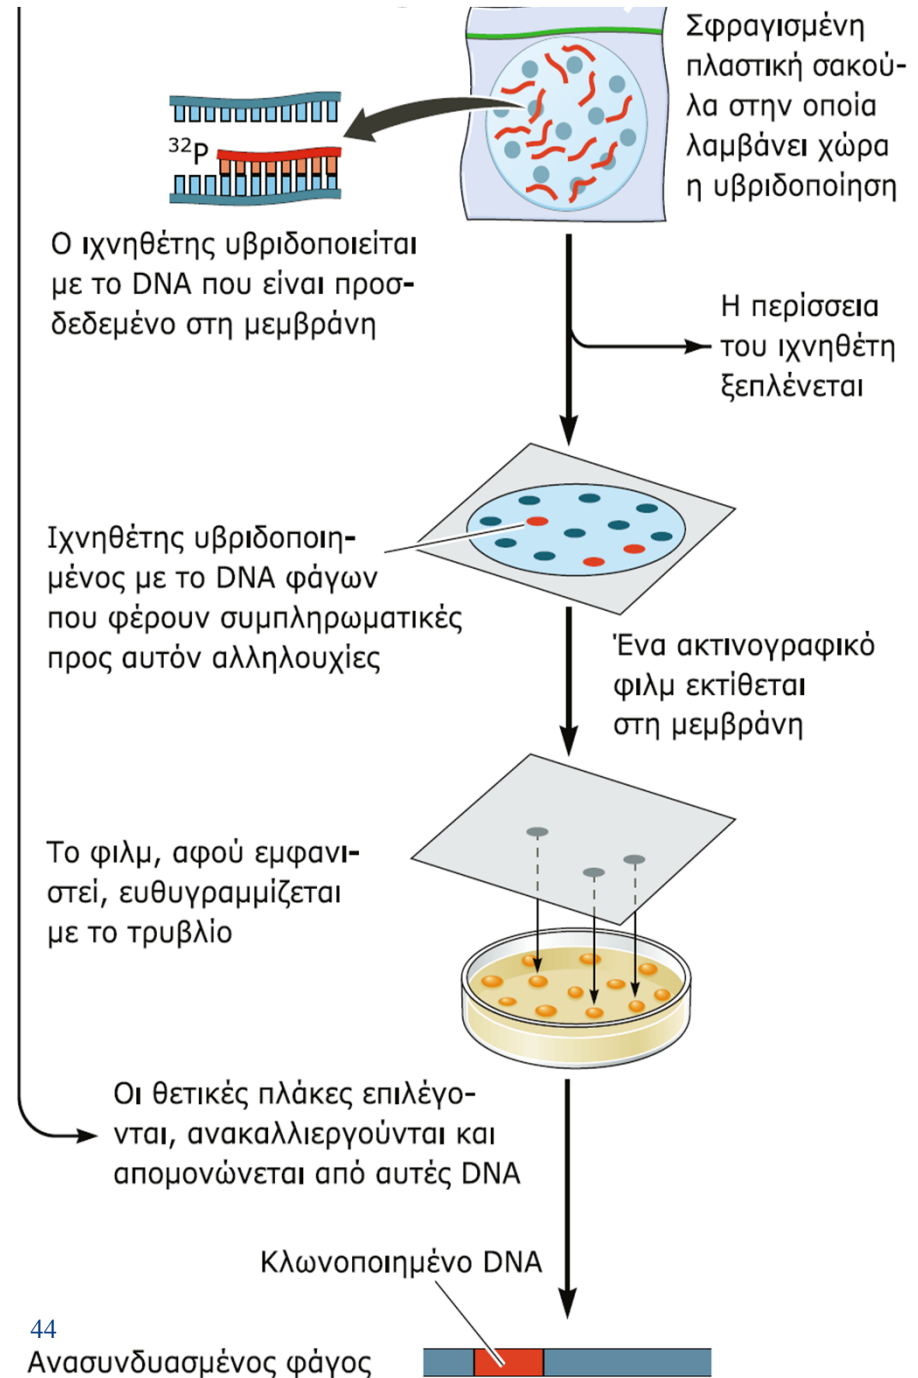 Σφραγισμένη
πλαστική σακού-
λα στην οποία
λαμβάνει χώρα
η υβριδοποίηση
³²P
Ο ιχνηθέτης υβριδοποιείται
με το DNA που είναι προσ-
δεδεμένο στη μεμβράνη
Η περίσσεια
του ιχνηθέτη
ξεπλένεται
Ιχνηθέτης υβριδοποιη-
μένος με το DNA φάγων
που φέρουν συμπληρωματικές
προς αυτόν αλληλουχίες
Ένα ακτινογραφικό
φιλμ εκτίθεται
στη μεμβράνη
Το φιλμ, αφού εμφανι-
στεί, ευθυγραμμίζεται
με το τρυβλίο
Οι θετικές πλάκες επιλέγο-
νται, ανακαλλιεργούνται και
απομονώνεται από αυτές DNA
Κλωνοποιημένο DNA
44
Ανασυνδυασμένος φάγος